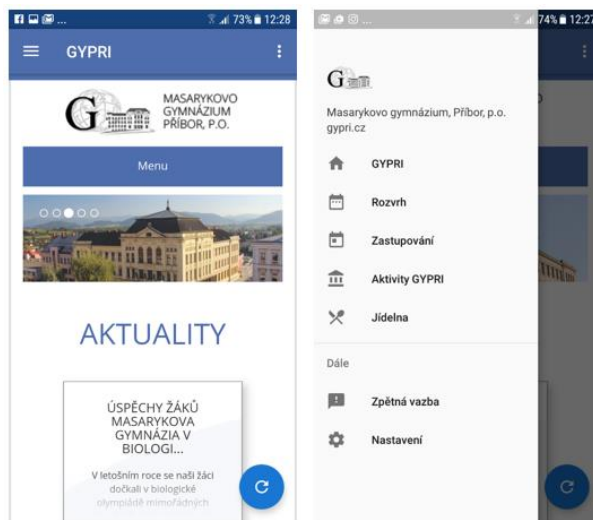 73% 12:28
GYPRI
G
MASARYKOVO
GYMNÁZIUM
PŘÍBOR, P.O.
Menu
AKTUALITY
ÚSPĚCHY ŽÁKŮ
MASARYKOVA
GYMNÁZIA V
BIOLOGI...
V letošním roce se naši žáci
dočkali v biologické
olympiádě mimořádných
74% 12:27
G
Masarykovo gymnázium, Příbor, p.o.
gypri.cz
GYPRI
Rozvrh
Zastupování
Aktivity GYPRI
Jídelna
Dále
Zpětná vazba
Nastavení